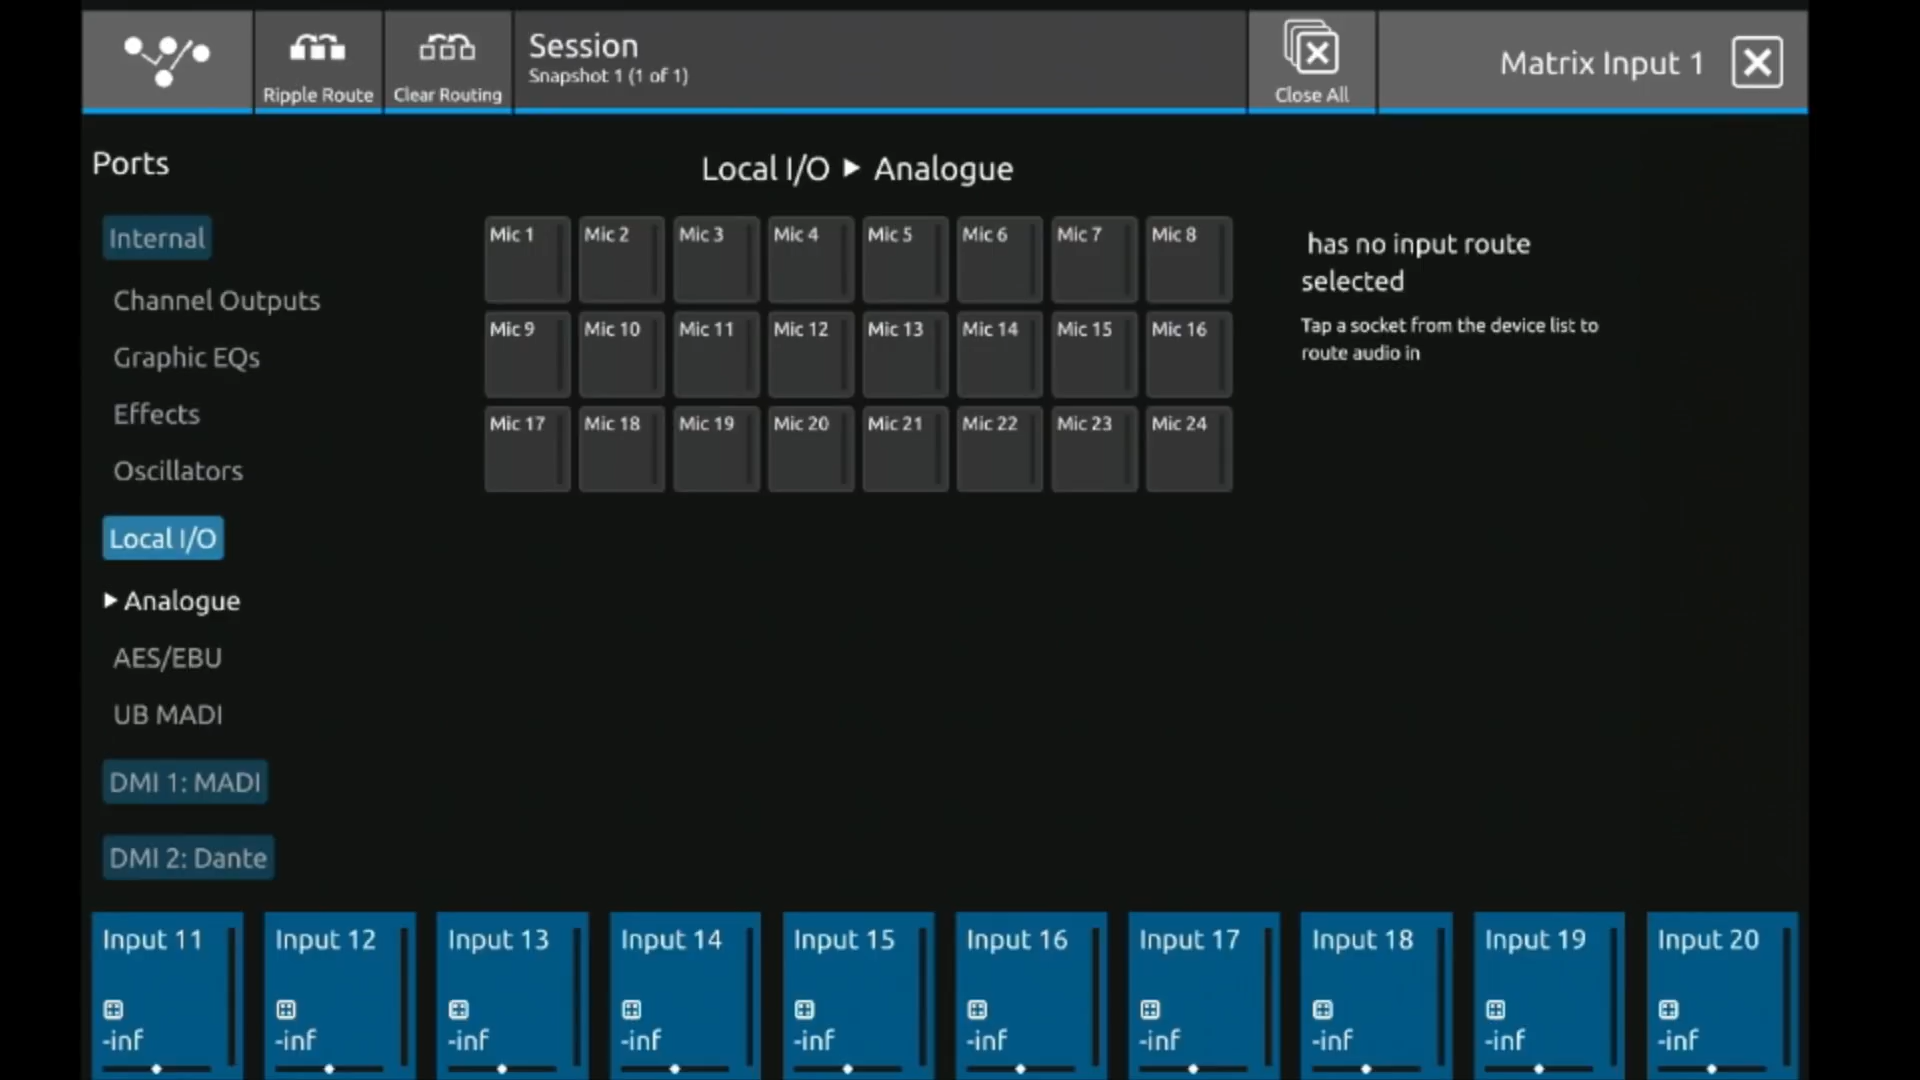 Ripple Route
Clear Routing
Session
Snapshot 1 (1 of 1)
Close All
Matrix Input 1
Ports
Internal
Channel Outputs
Graphic EQs
Effects
Oscillators
Local I/O
Analogue
AES/EBU
UB MADI
DMI 1: MADI
DMI 2: Dante
Local I/O ▶ Analogue
Mic 1 Mic 2 Mic 3 Mic 4 Mic 5 Mic 6 Mic 7 Mic 8
Mic 9 Mic 10 Mic 11 Mic 12 Mic 13 Mic 14 Mic 15 Mic 16
Mic 17 Mic 18 Mic 19 Mic 20 Mic 21 Mic 22 Mic 23 Mic 24
has no input route
selected
Tap a socket from the device list to
route audio in
Input 11 Input 12 Input 13 Input 14 Input 15 Input 16 Input 17 Input 18 Input 19 Input 20
-inf -inf -inf -inf -inf -inf -inf -inf -inf -inf